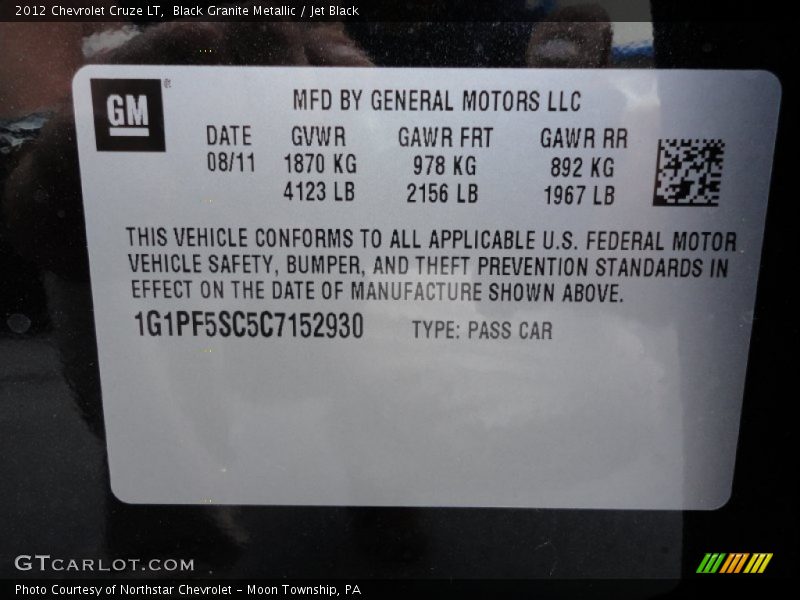 2012 Chevrolet Cruze LT,  Black Granite Metallic / Jet Black
GM ®
MFD BY GENERAL MOTORS LLC
DATE GVWR GAWR FRT GAWR RR
08/11 1870 KG 978 KG 892 KG
4123 LB 2156 LB 1967 LB
THIS VEHICLE CONFORMS TO ALL APPLICABLE U.S. FEDERAL MOTOR
VEHICLE SAFETY, BUMPER, AND THEFT PREVENTION STANDARDS IN
EFFECT ON THE DATE OF MANUFACTURE SHOWN ABOVE.
1G1PF5SC5C7152930 TYPE: PASS CAR
GTCARLOT.COM
Photo Courtesy of Northstar Chevrolet - Moon Township, PA